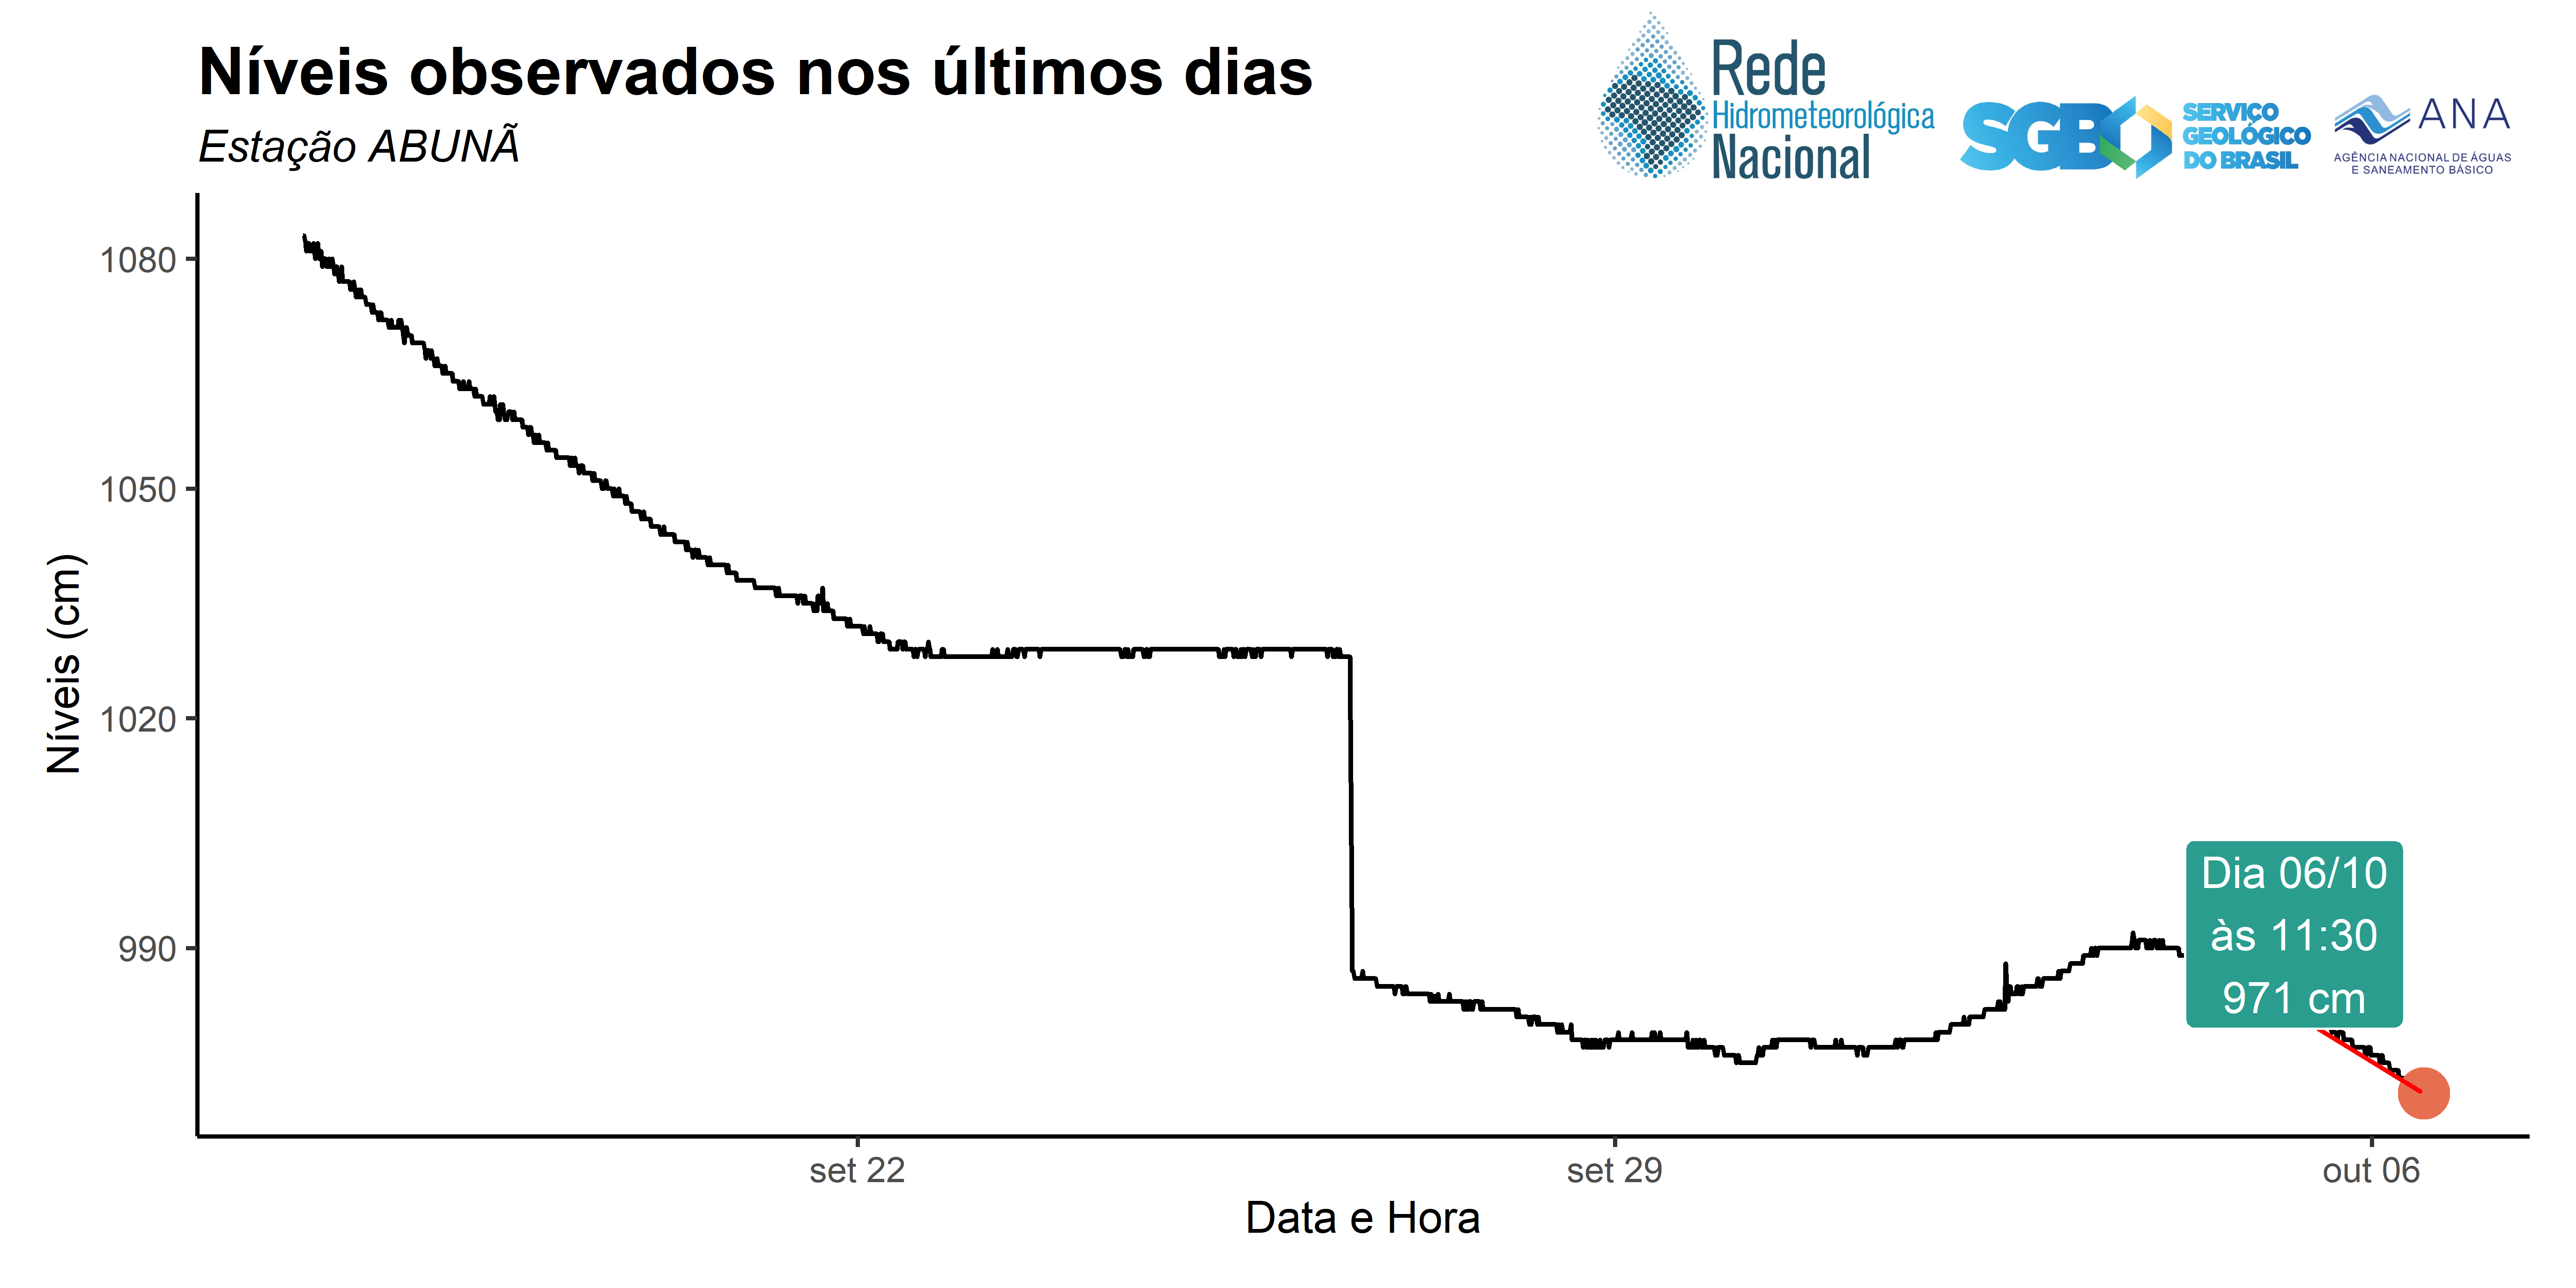 Níveis observados nos últimos dias
Estação ABUNÃ
Rede
Hidrometeorológica
Nacional
SGB
SERVIÇO
GEOLÓGICO
DO BRASIL
ANA
AGÊNCIA NACIONAL DE ÁGUAS
E SANEAMENTO BÁSICO
Níveis (cm)
1080
1050
1020
990
Dia 06/10
às 11:30
971 cm
set 22
set 29
out 06
Data e Hora